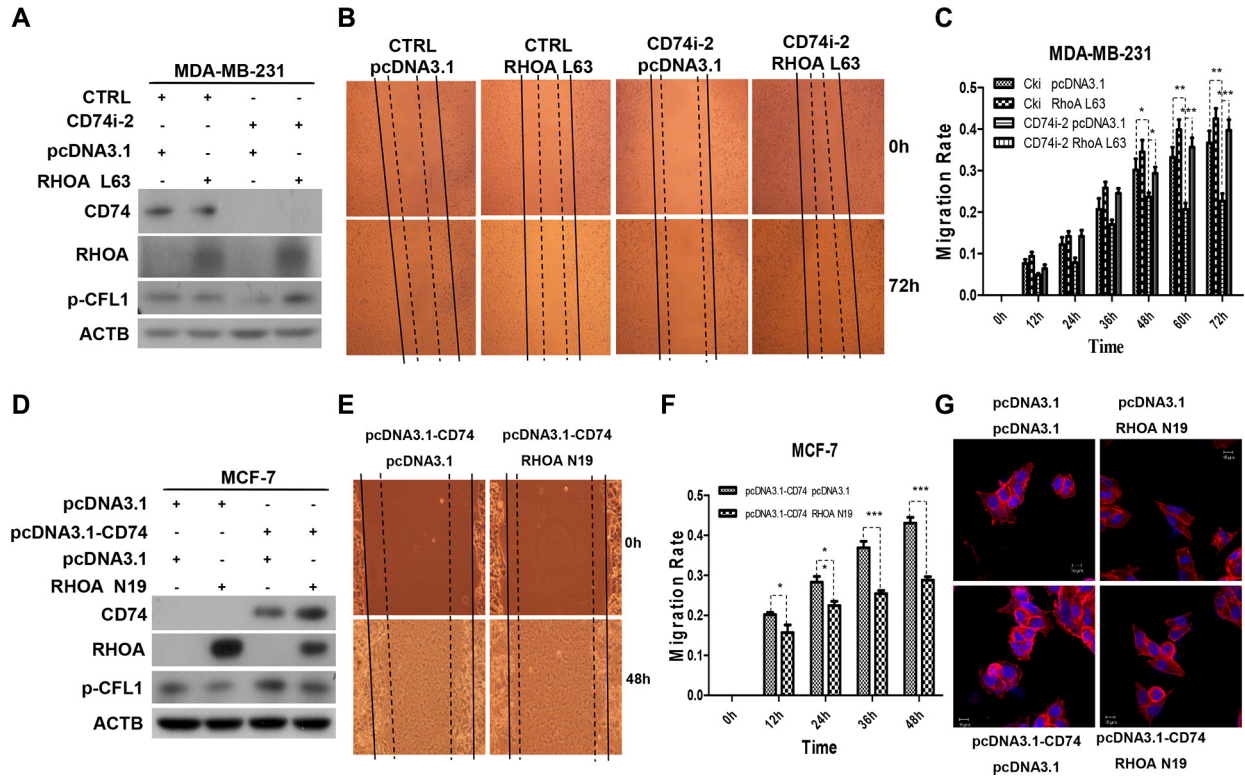 A
MDA-MB-231
CTRL + + - -
CD74i-2 - - + +
pcDNA3.1 + - + -
RHOA L63 - + - +
CD74
RHOA
p-CFL1
ACTB
B
CTRL
pcDNA3.1
CTRL
RHOA L63
CD74i-2
pcDNA3.1
CD74i-2
RHOA L63
0h
72h
C
MDA-MB-231
Cki pcDNA3.1
Cki RhoA L63
CD74i-2 pcDNA3.1
CD74i-2 RhoA L63
* * ** *** ** ***
Migration Rate
0.5
0.4
0.3
0.2
0.1
0.0
0h 12h 24h 36h 48h 60h 72h
Time
D
MCF-7
pcDNA3.1 + + - -
pcDNA3.1-CD74 - - + +
pcDNA3.1 + - + -
RHOA N19 - + - +
CD74
RHOA
p-CFL1
ACTB
E
pcDNA3.1-CD74
pcDNA3.1
pcDNA3.1-CD74
RHOA N19
0h
48h
F
MCF-7
pcDNA3.1-CD74 pcDNA3.1
pcDNA3.1-CD74 RHOA N19
* * * *** ***
Migration Rate
0.5
0.4
0.3
0.2
0.1
0.0
0h 12h 24h 36h 48h
Time
G
pcDNA3.1
pcDNA3.1
pcDNA3.1
RHOA N19
pcDNA3.1-CD74
pcDNA3.1
pcDNA3.1-CD74
RHOA N19